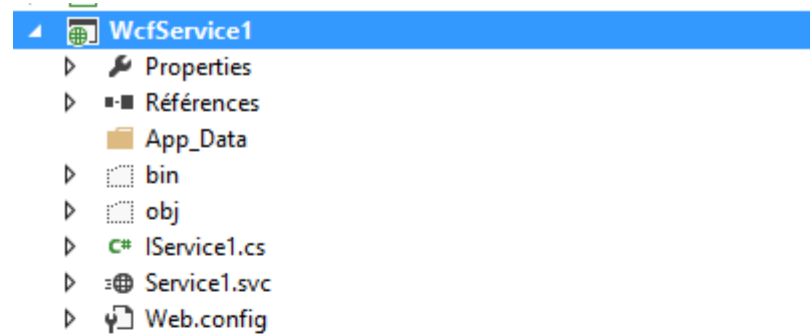 WcfService1
Properties
Références
App_Data
bin
obj
C# IService1.cs
Service1.svc
Web.config